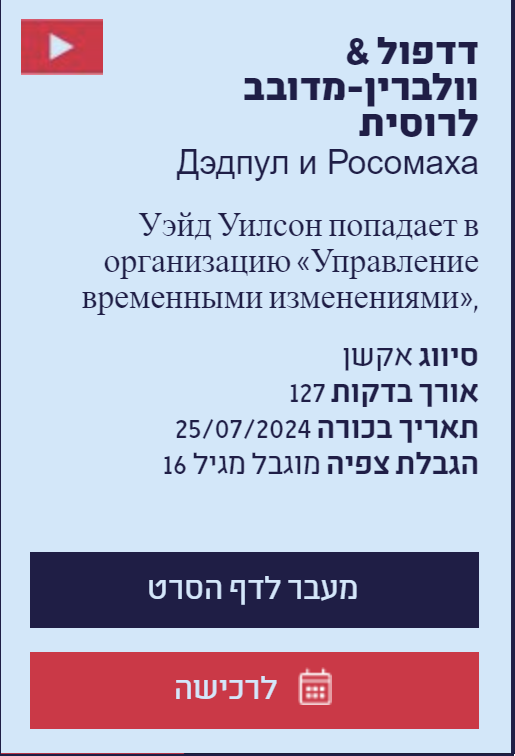 דדפול &
וולברין-מדובב
לרוסית
Дэдпул и Росомаха
Уэйд Уилсон попадает в
организацию «Управление
временными изменениями»,
סיווג אקשן
אורך בדקות 127
תאריך בכורה 25/07/2024
הגבלת צפיה מוגבל מגיל 16
מעבר לדף הסרט
לרכישה